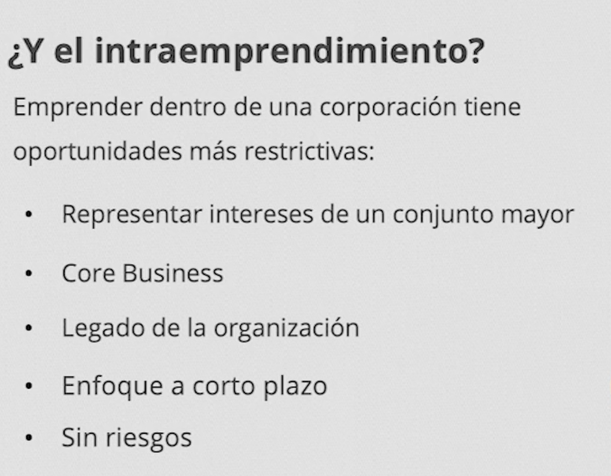 ¿Y el intraemprendimiento?
Emprender dentro de una corporación tiene
oportunidades más restrictivas:
• Representar intereses de un conjunto mayor
• Core Business
• Legado de la organización
• Enfoque a corto plazo
• Sin riesgos